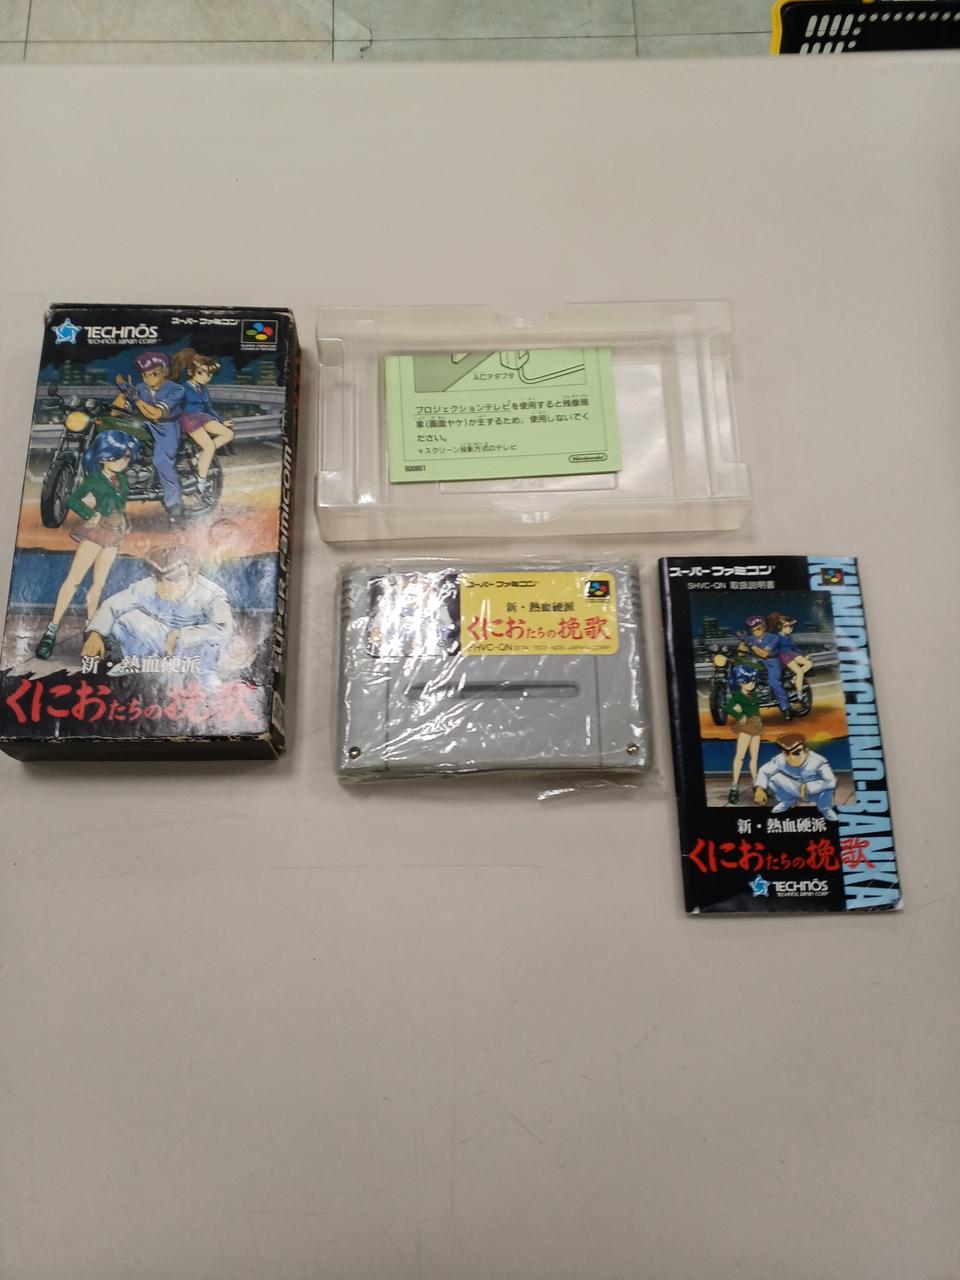 TECHNŌS
TECHNŌS JAPAN CORP.
スーパーファミコン
SUPER FAMICOM
新・熱血硬派
くにおたちの挽歌
SUPER FAMICOM
ACアダプタ
プロジェクションテレビを使用すると残像現
象(画面ヤケ)が生ずるため、使用しないでく
ださい。
＊スクリーン投影方式のテレビ
900601
Nintendo
スーパーファミコン
新・熱血硬派
くにおたちの挽歌
SHVC-QN
TECHNOS JAPAN CORP.
スーパーファミコン
SHVC-QN 取扱説明書
KUNIOTACHINO-BANKA
新・熱血硬派
くにおたちの挽歌
TECHNŌS
TECHNŌS JAPAN CORP.